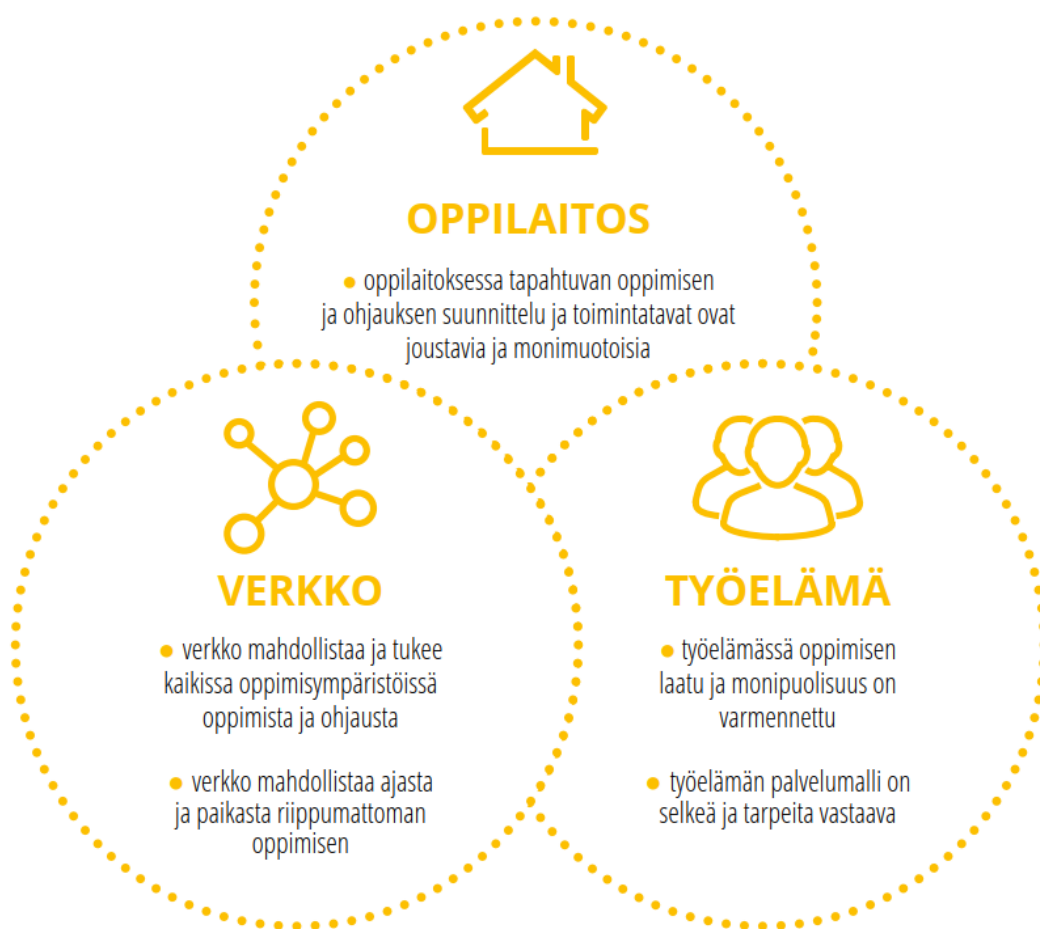 OPPILAITOS
• oppilaitoksessa tapahtuvan oppimisen
ja ohjauksen suunnittelu ja toimintatavat ovat
joustavia ja monimuotoisia
VERKKO
• verkko mahdollistaa ja tukee
kaikissa oppimisympäristöissä
oppimista ja ohjausta
• verkko mahdollistaa ajasta
ja paikasta riippumattoman
oppimisen
TYÖELÄMÄ
• työelämässä oppimisen
laatu ja monipuolisuus on
varmennettu
• työelämän palvelumalli on
selkeä ja tarpeita vastaava